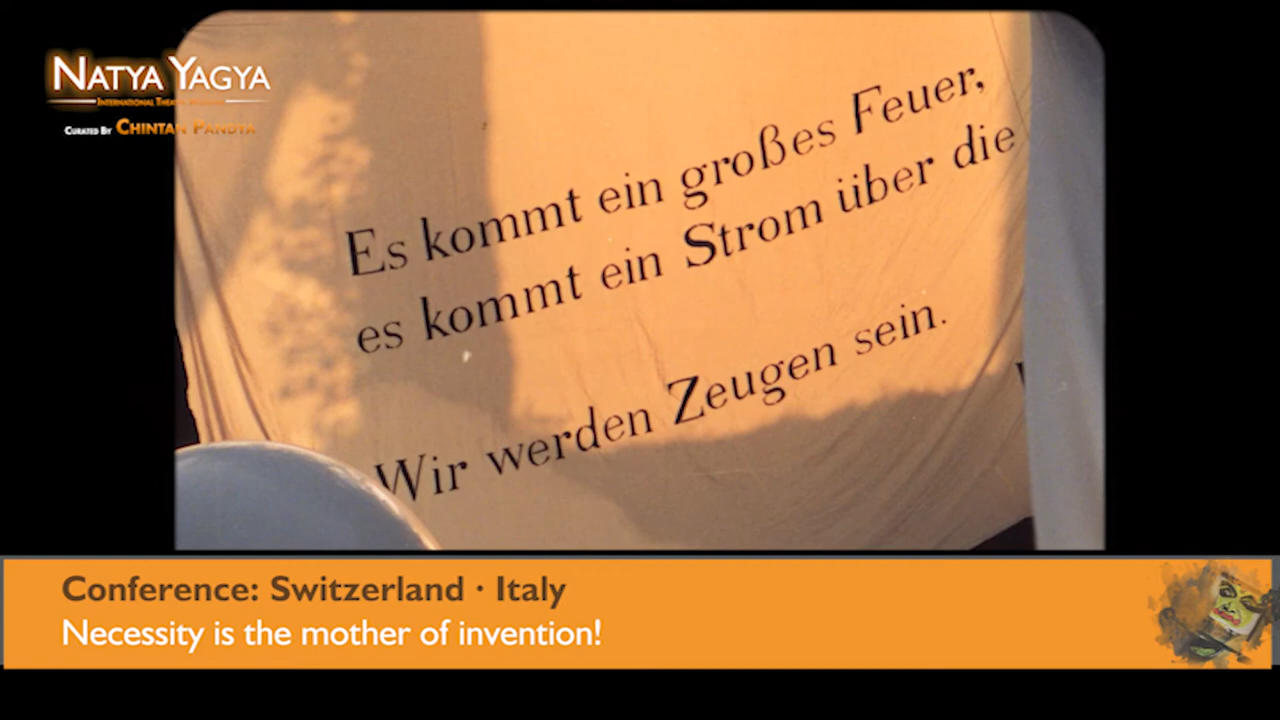 NATYA YAGYA
CURATED BY CHINTAN PANDYA
Es kommt ein großes Feuer,
es kommt ein Strom über die
Wir werden Zeugen sein.
Conference: Switzerland · Italy
Necessity is the mother of invention!